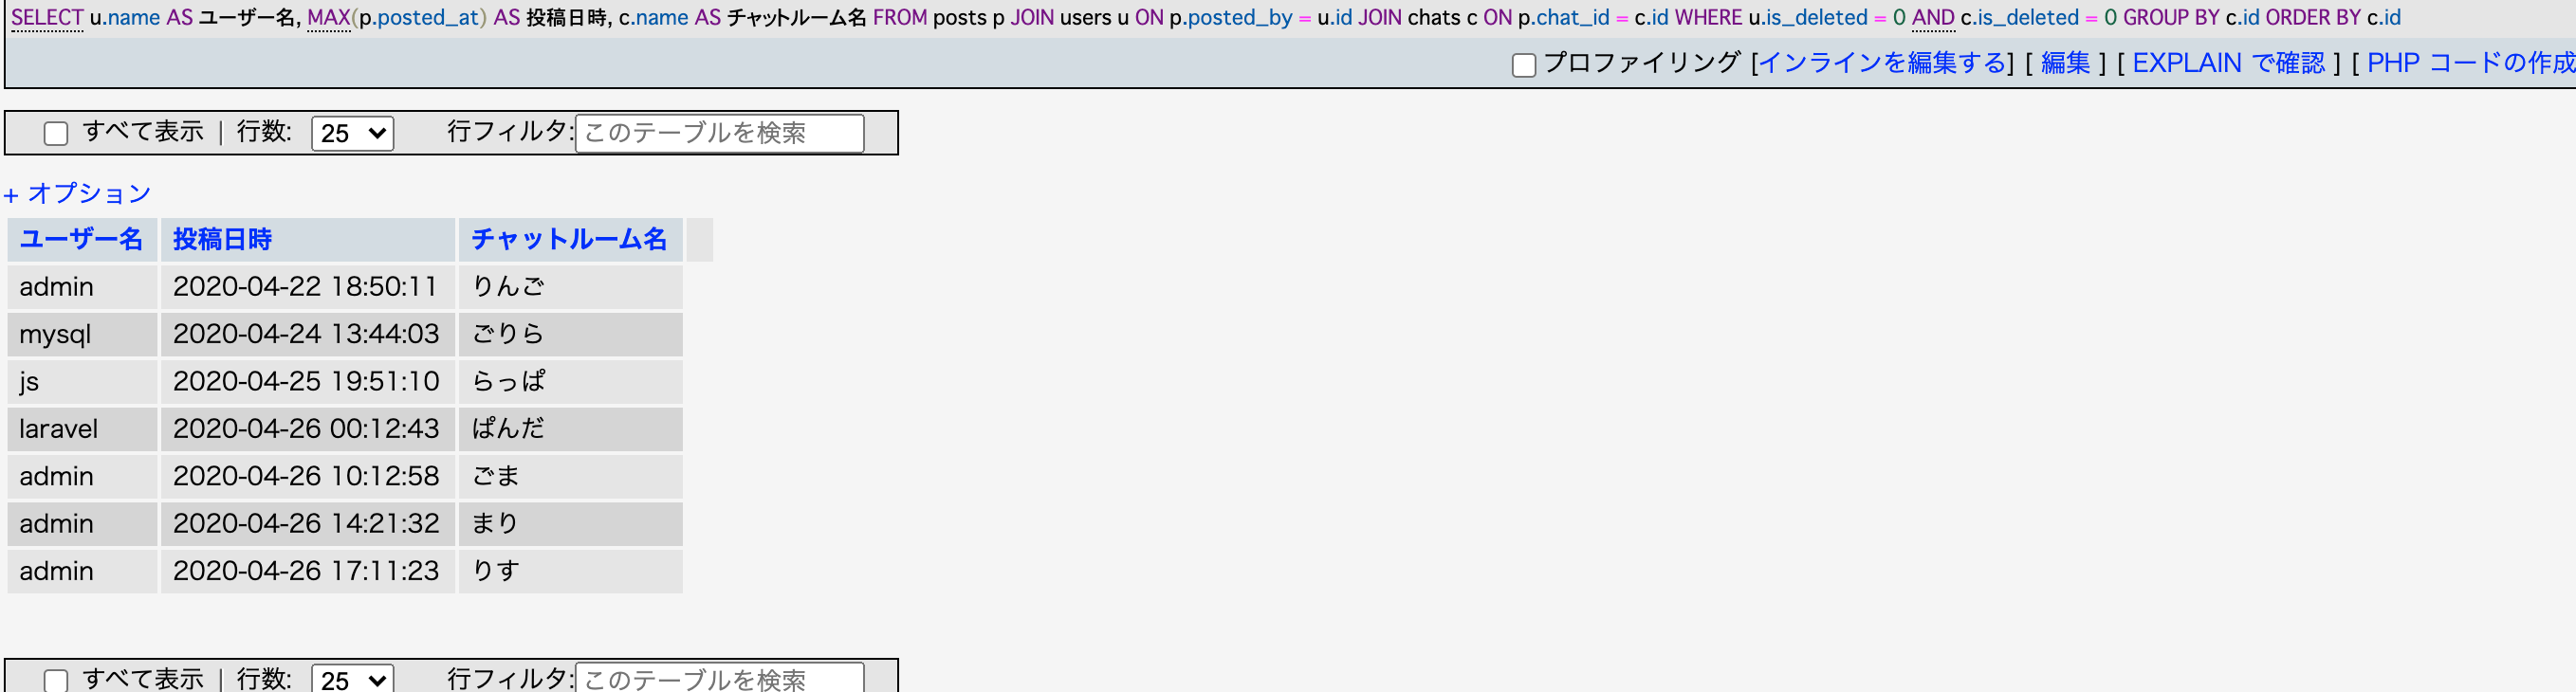 SELECT u.name AS ユーザー名, MAX(p.posted_at) AS 投稿日時, c.name AS チャットルーム名 FROM posts p JOIN users u ON p.posted_by = u.id JOIN chats c ON p.chat_id = c.id WHERE u.is_deleted = 0 AND c.is_deleted = 0 GROUP BY c.id ORDER BY c.id
プロファイリング [インラインを編集する] [ 編集 ] [ EXPLAIN で確認 ] [ PHP コードの作成
すべて表示 | 行数: 25 行フィルタ: このテーブルを検索
+ オプション
ユーザー名 投稿日時 チャットルーム名
admin 2020-04-22 18:50:11 りんご
mysql 2020-04-24 13:44:03 ごりら
js 2020-04-25 19:51:10 らっぱ
laravel 2020-04-26 00:12:43 ぱんだ
admin 2020-04-26 10:12:58 ごま
admin 2020-04-26 14:21:32 まり
admin 2020-04-26 17:11:23 りす
すべて表示 | 行数: 25 行フィルタ: このテーブルを検索